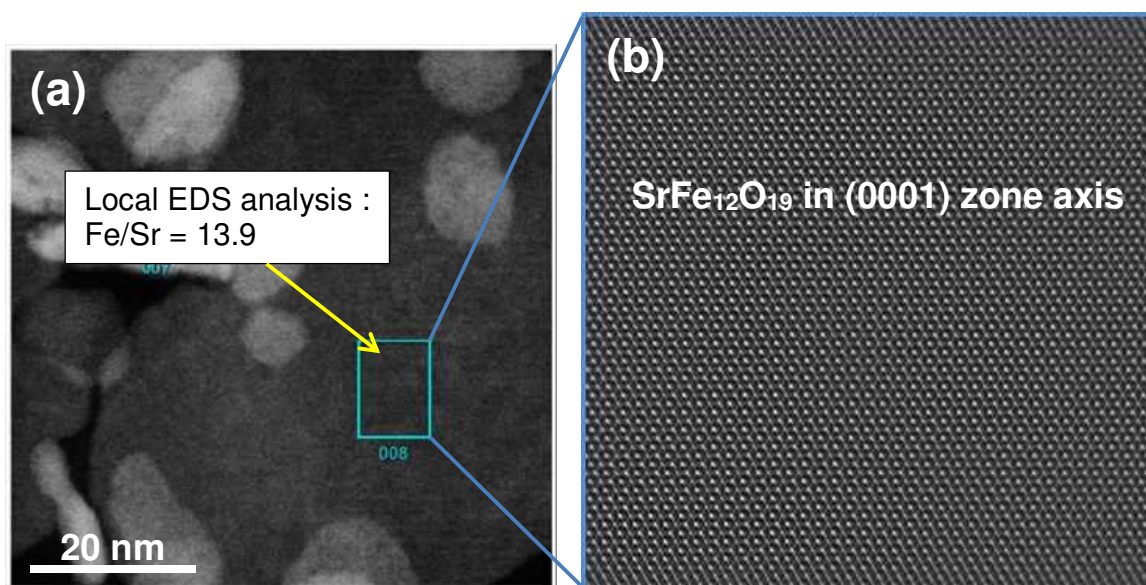 (a)
Local EDS analysis :
Fe/Sr = 13.9
007
008
20 nm
(b)
SrFe₁₂O₁₉ in (0001) zone axis